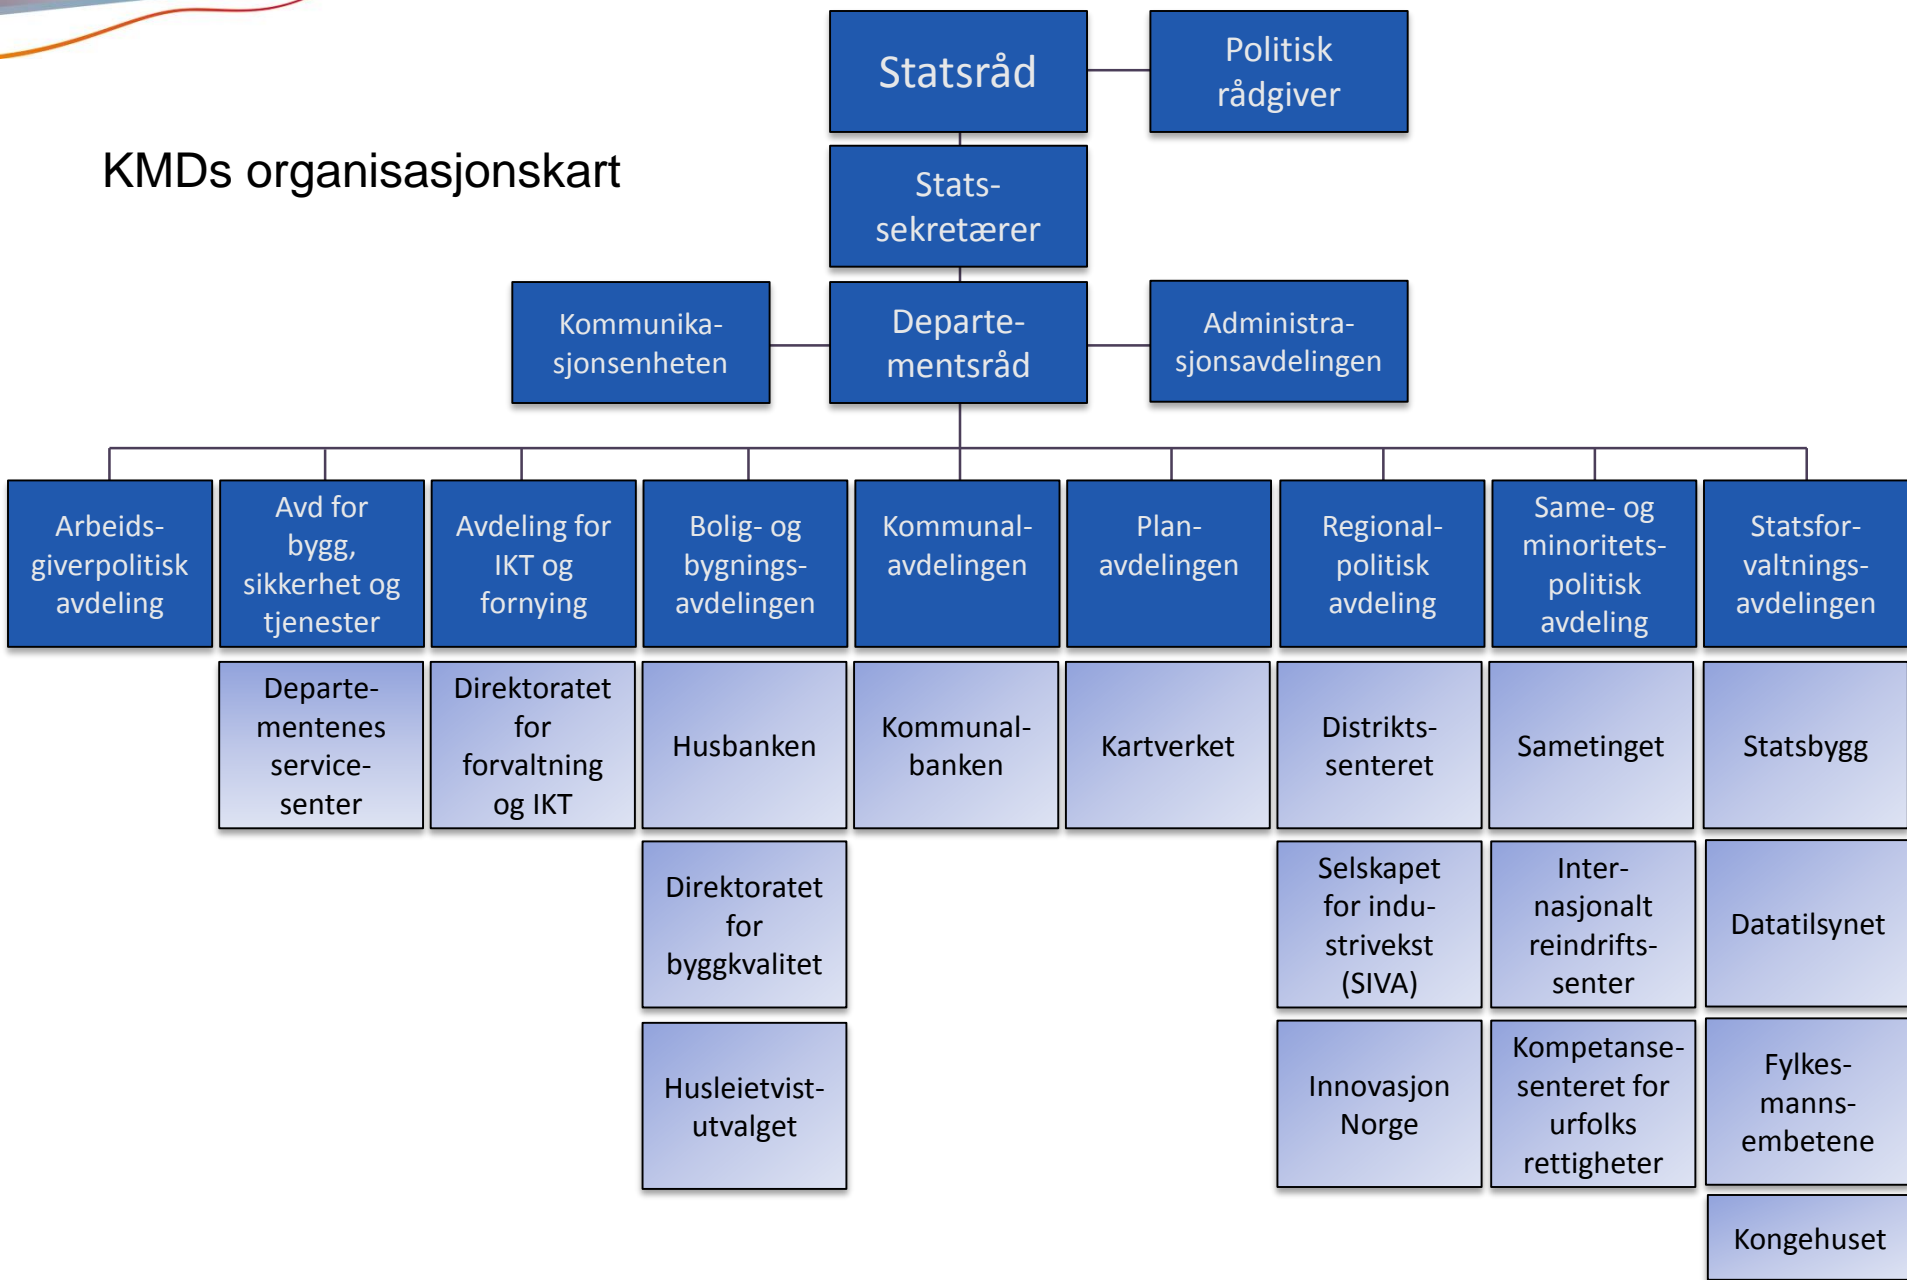 Statsråd
Politisk
rådgiver
KMDs organisasjonskart
Stats-
sekretærer
Kommunika-
sjonsenheten
Departe-
mentsråd
Administra-
sjonsavdelingen
Arbeids-
giverpolitisk
avdeling
Avd for
bygg,
sikkerhet og
tjenester
Avdeling for
IKT og
fornying
Bolig- og
bygnings-
avdelingen
Kommunal-
avdelingen
Plan-
avdelingen
Regional-
politisk
avdeling
Same- og
minoritets-
politisk
avdeling
Statsfor-
valtnings-
avdelingen
Departe-
mentenes
service-
senter
Direktoratet
for
forvaltning
og IKT
Husbanken
Kommunal-
banken
Kartverket
Distrikts-
senteret
Sametinget
Statsbygg
Direktoratet
for
byggkvalitet
Selskapet
for indu-
strivekst
(SIVA)
Inter-
nasjonalt
reindrifts-
senter
Datatilsynet
Husleietvist-
utvalget
Innovasjon
Norge
Kompetanse-
senteret for
urfolks
rettigheter
Fylkes-
manns-
embetene
Kongehuset